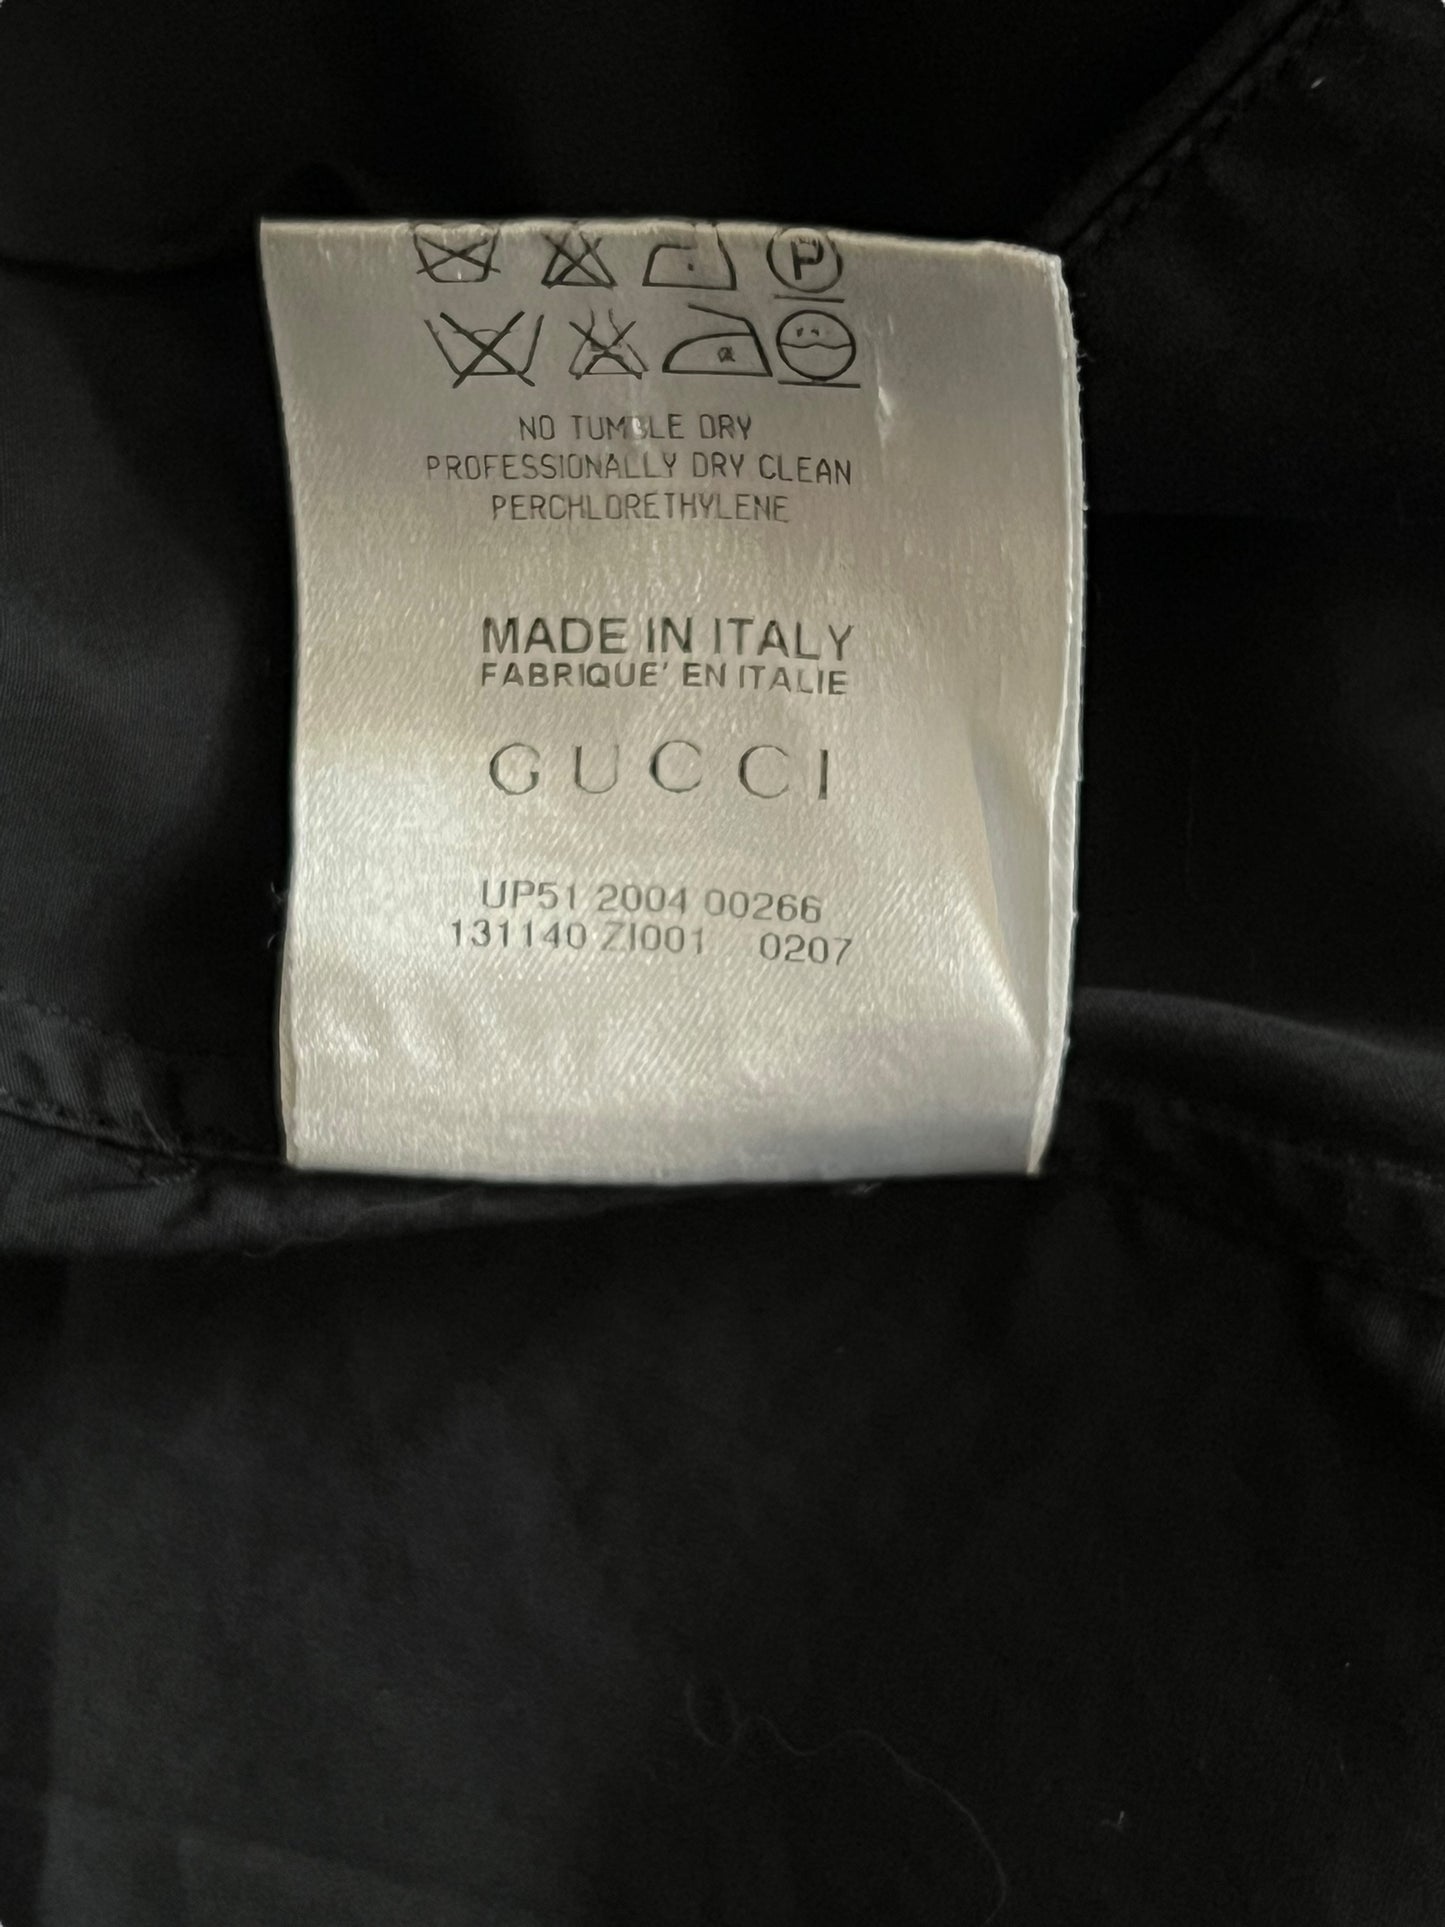 P
NO TUMBLE DRY
PROFESSIONALLY DRY CLEAN
PERCHLORETHYLENE
MADE IN ITALY
FABRIQUE' EN ITALIE
GUCCI
UP51 2004 00266
131140 ZI001 0207